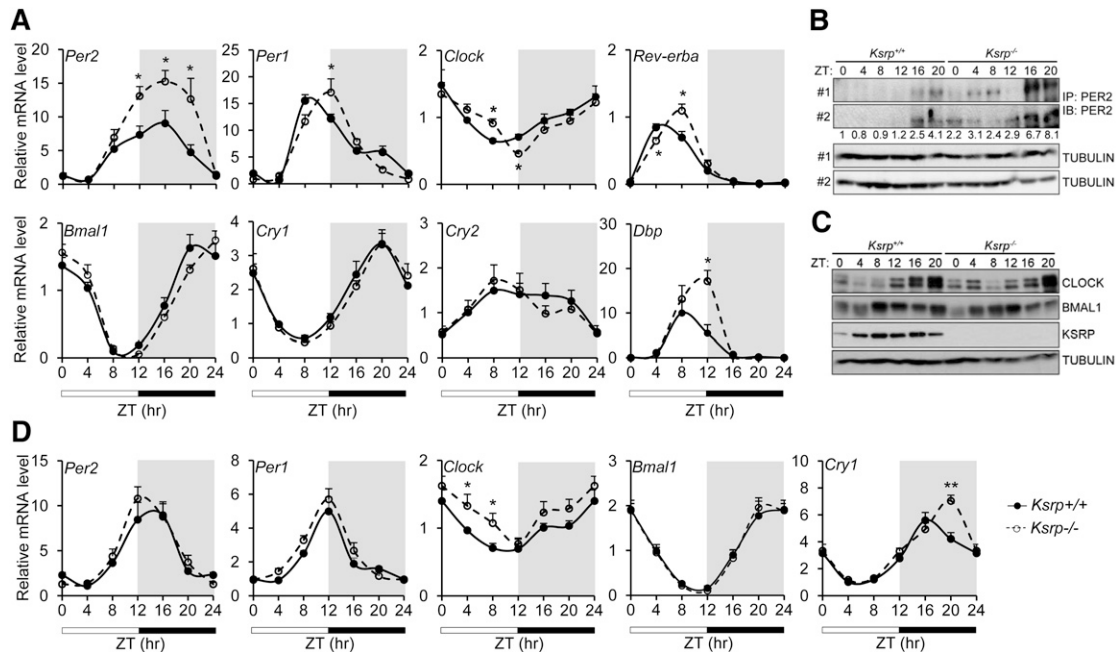 A
Relative mRNA level
Per2
20
15
10
5
0
* * *
Per1
25
20
15
10
5
0
*
Clock
2
1
0
* *
Rev-erba
2
1
0
* *
Relative mRNA level
Bmal1
2
1
0
0 4 8 12 16 20 24
ZT (hr)
Cry1
4
3
2
1
0
0 4 8 12 16 20 24
ZT (hr)
Cry2
3
2
1
0
0 4 8 12 16 20 24
ZT (hr)
Dbp
30
20
10
0
*
0 4 8 12 16 20 24
ZT (hr)
B
Ksrp+/+ Ksrp-/-
ZT: 0 4 8 12 16 20 0 4 8 12 16 20
#1 IP: PER2
#2 IB: PER2
1 0.8 0.9 1.2 2.5 4.1 2.2 3.1 2.4 2.9 6.7 8.1
#1 TUBULIN
#2 TUBULIN
C
Ksrp+/+ Ksrp-/-
ZT: 0 4 8 12 16 20 0 4 8 12 16 20
CLOCK
BMAL1
KSRP
TUBULIN
D
Relative mRNA level
Per2
15
10
5
0
0 4 8 12 16 20 24
ZT (hr)
Per1
8
6
4
2
0
0 4 8 12 16 20 24
ZT (hr)
Clock
2
1
0
* *
0 4 8 12 16 20 24
ZT (hr)
Bmal1
3
2
1
0
0 4 8 12 16 20 24
ZT (hr)
Cry1
10
8
6
4
2
0
**
0 4 8 12 16 20 24
ZT (hr)
Ksrp+/+
Ksrp-/-